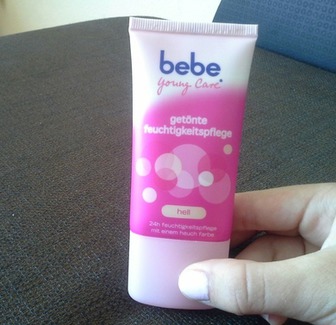 bebe
Young Care
getönte
feuchtigkeitspflege
hell
24h feuchtigkeitspflege
mit einem hauch farbe